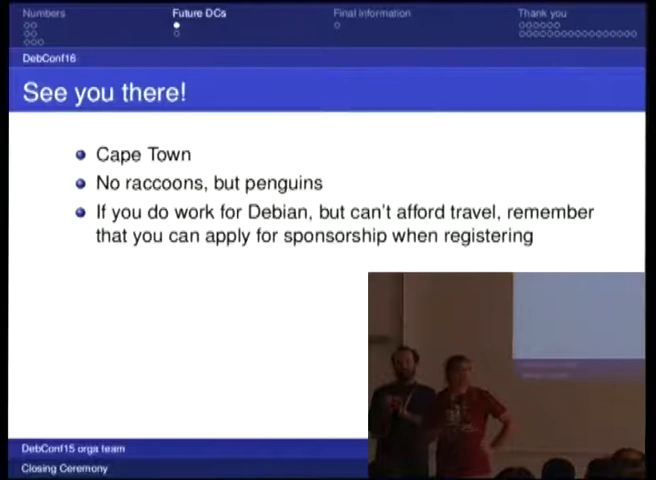 Numbers Future DCs Final information Thank you
DebConf16
See you there!
Cape Town
No raccoons, but penguins
If you do work for Debian, but can't afford travel, remember
that you can apply for sponsorship when registering
DebConf15 orga team
Closing Ceremony